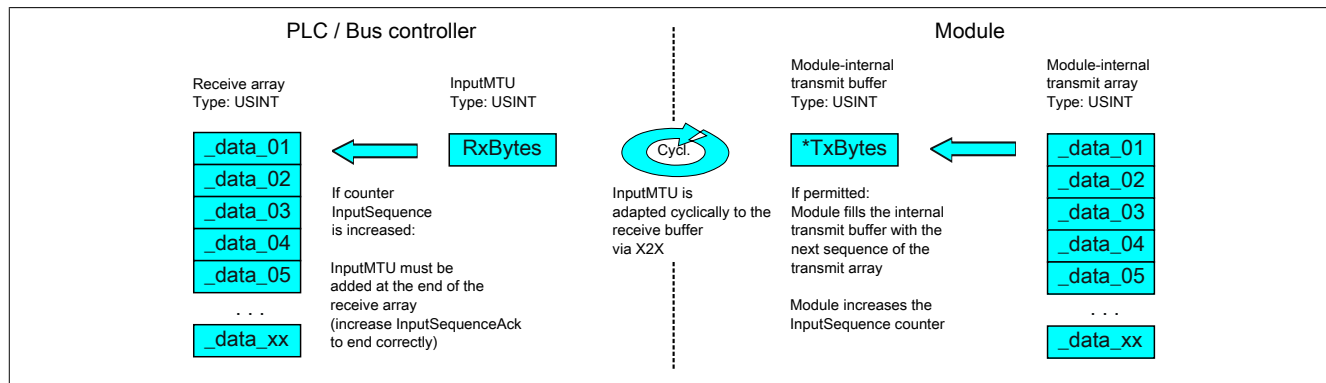 PLC / Bus controller
Module
Receive array
Type: USINT
InputMTU
Type: USINT
Module-internal
transmit buffer
Type: USINT
Module-internal
transmit array
Type: USINT
_data_01
_data_02
_data_03
_data_04
_data_05
. . .
_data_xx
RxBytes
If counter
InputSequence
is increased:
InputMTU must be
added at the end of the
receive array
(increase InputSequenceAck
to end correctly)
Cycl.
InputMTU is
adapted cyclically to the
receive buffer
via X2X
*TxBytes
If permitted:
Module fills the internal
transmit buffer with the
next sequence of the
transmit array
Module increases the
InputSequence counter
_data_01
_data_02
_data_03
_data_04
_data_05
. . .
_data_xx